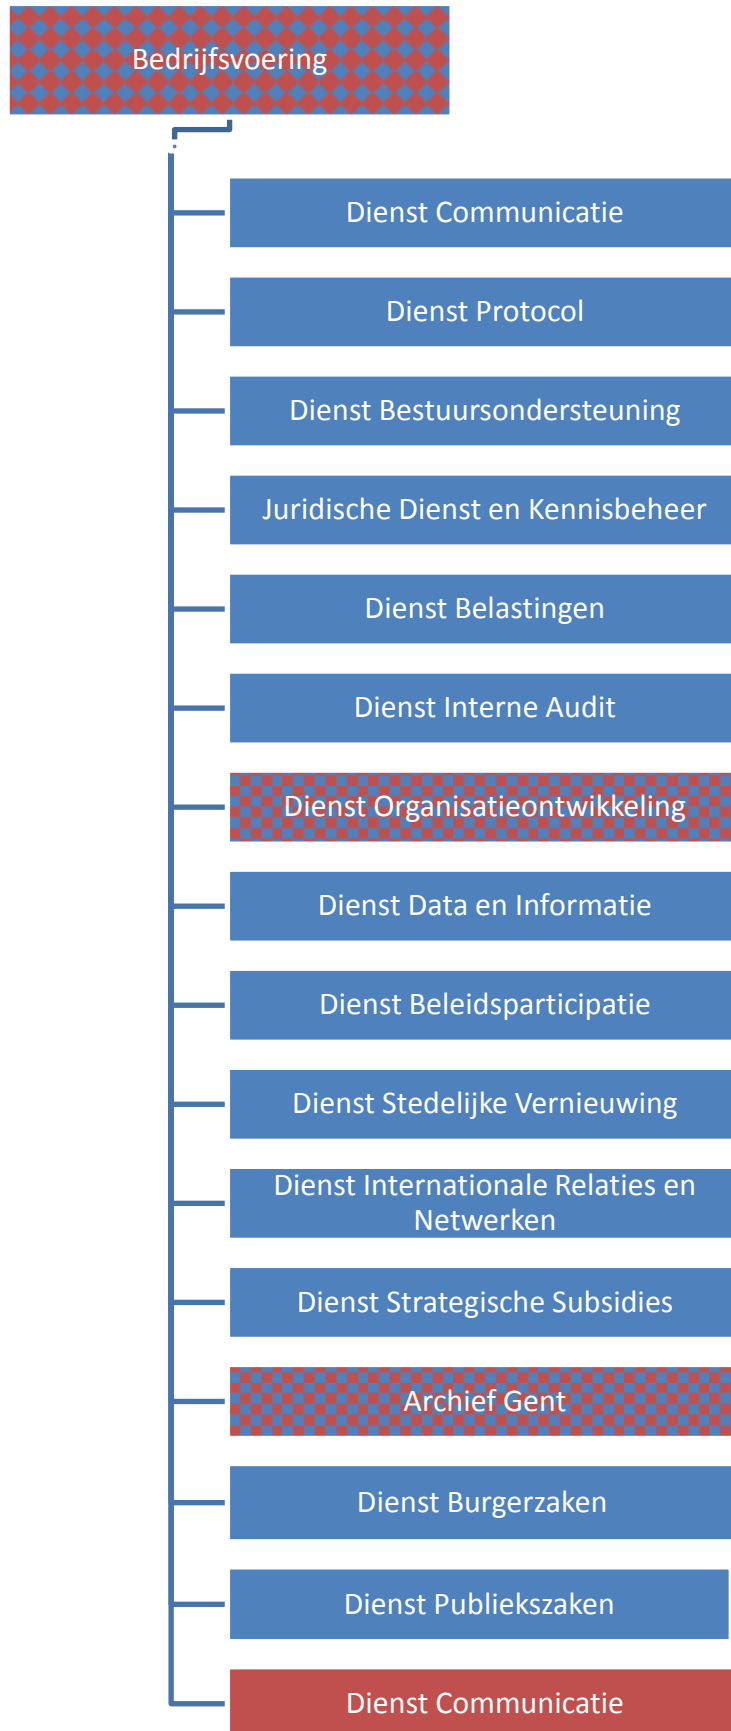 Bedrijfsvoering
Dienst Communicatie
Dienst Protocol
Dienst Bestuursondersteuning
Juridische Dienst en Kennisbeheer
Dienst Belastingen
Dienst Interne Audit
Dienst Organisatieontwikkeling
Dienst Data en Informatie
Dienst Beleidsparticipatie
Dienst Stedelijke Vernieuwing
Dienst Internationale Relaties en
Netwerken
Dienst Strategische Subsidies
Archief Gent
Dienst Burgerzaken
Dienst Publiekszaken
Dienst Communicatie